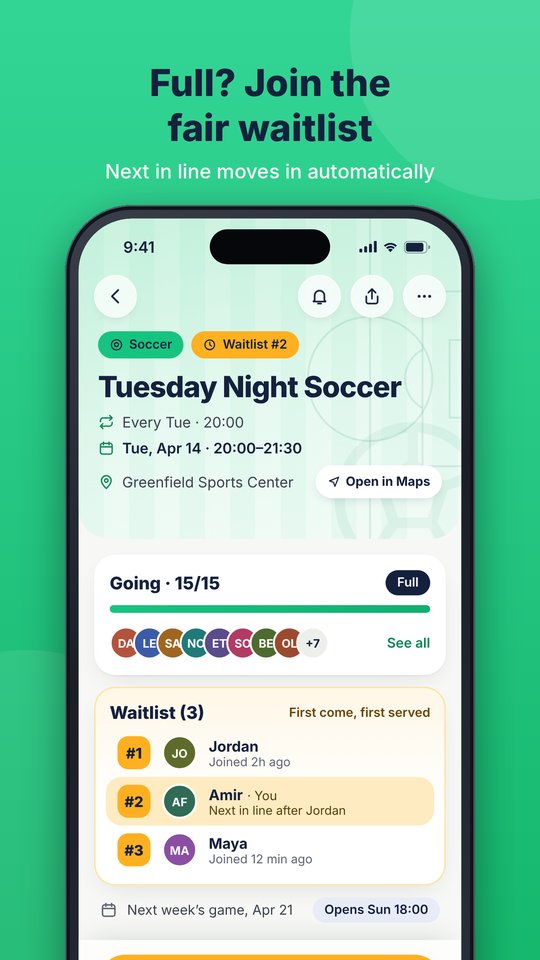 Full? Join the
fair waitlist
Next in line moves in automatically
9:41
Soccer
Waitlist #2
Tuesday Night Soccer
Every Tue · 20:00
Tue, Apr 14 · 20:00–21:30
Greenfield Sports Center
Open in Maps
Going · 15/15
Full
DA LE SA NO ET SO BE OL +7
See all
Waitlist (3)
First come, first served
#1
JO
Jordan
Joined 2h ago
#2
AF
Amir · You
Next in line after Jordan
#3
MA
Maya
Joined 12 min ago
Next week’s game, Apr 21
Opens Sun 18:00